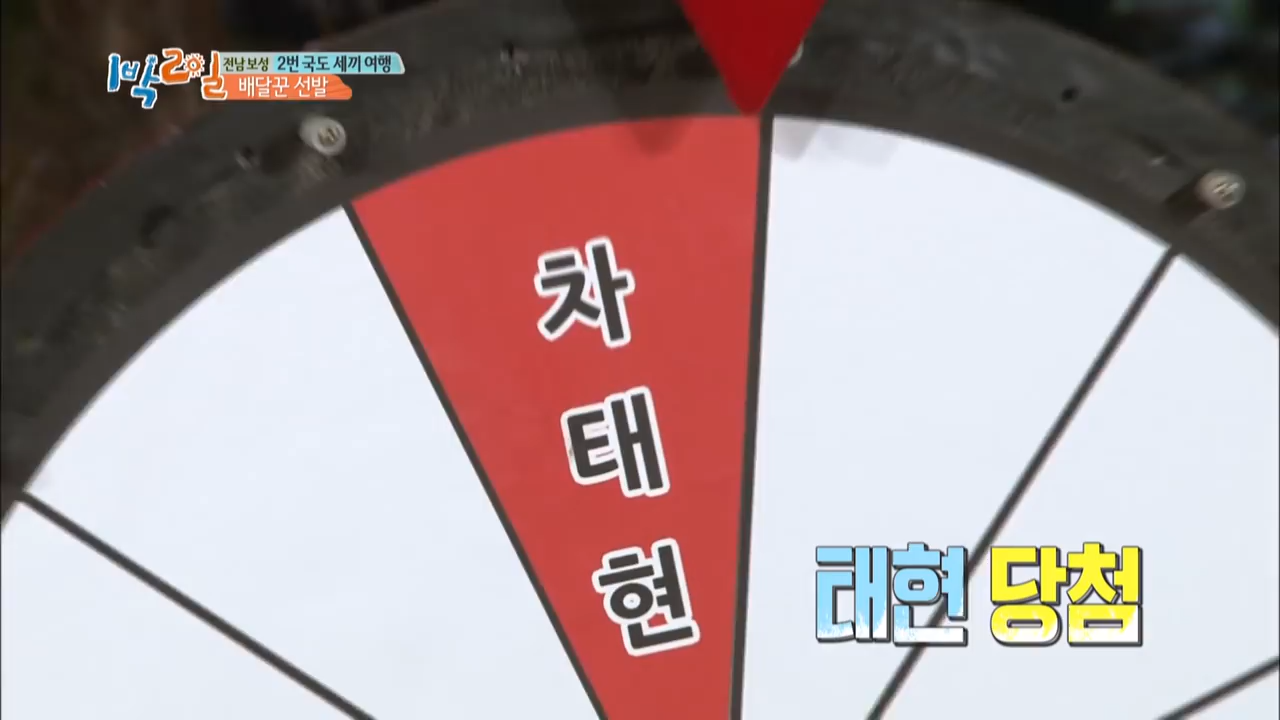 1박2일
전남 보성 2번 국도 세끼 여행
배달꾼 선발
차
태
현
태현 당첨